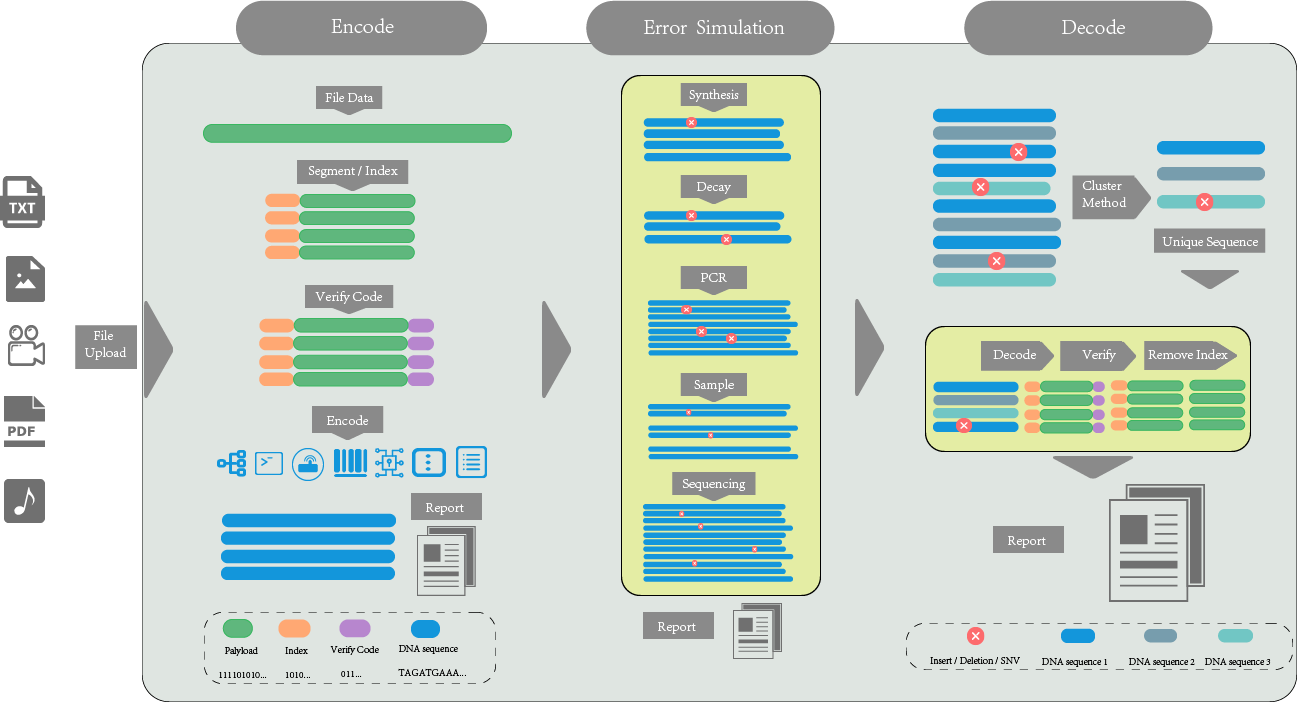 Encode
Error Simulation
Decode
TXT
PDF
File
Upload
File Data
Segment / Index
Verify Code
Encode
Report
Palyload
Index
Verify Code
DNA sequence
111101010...
1010...
011...
TAGATGAAA...
Synthesis
Decay
PCR
Sample
Sequencing
Report
Cluster
Method
Unique Sequence
Decode
Verify
Remove Index
Report
Insert / Deletion / SNV
DNA sequence 1
DNA sequence 2
DNA sequence 3